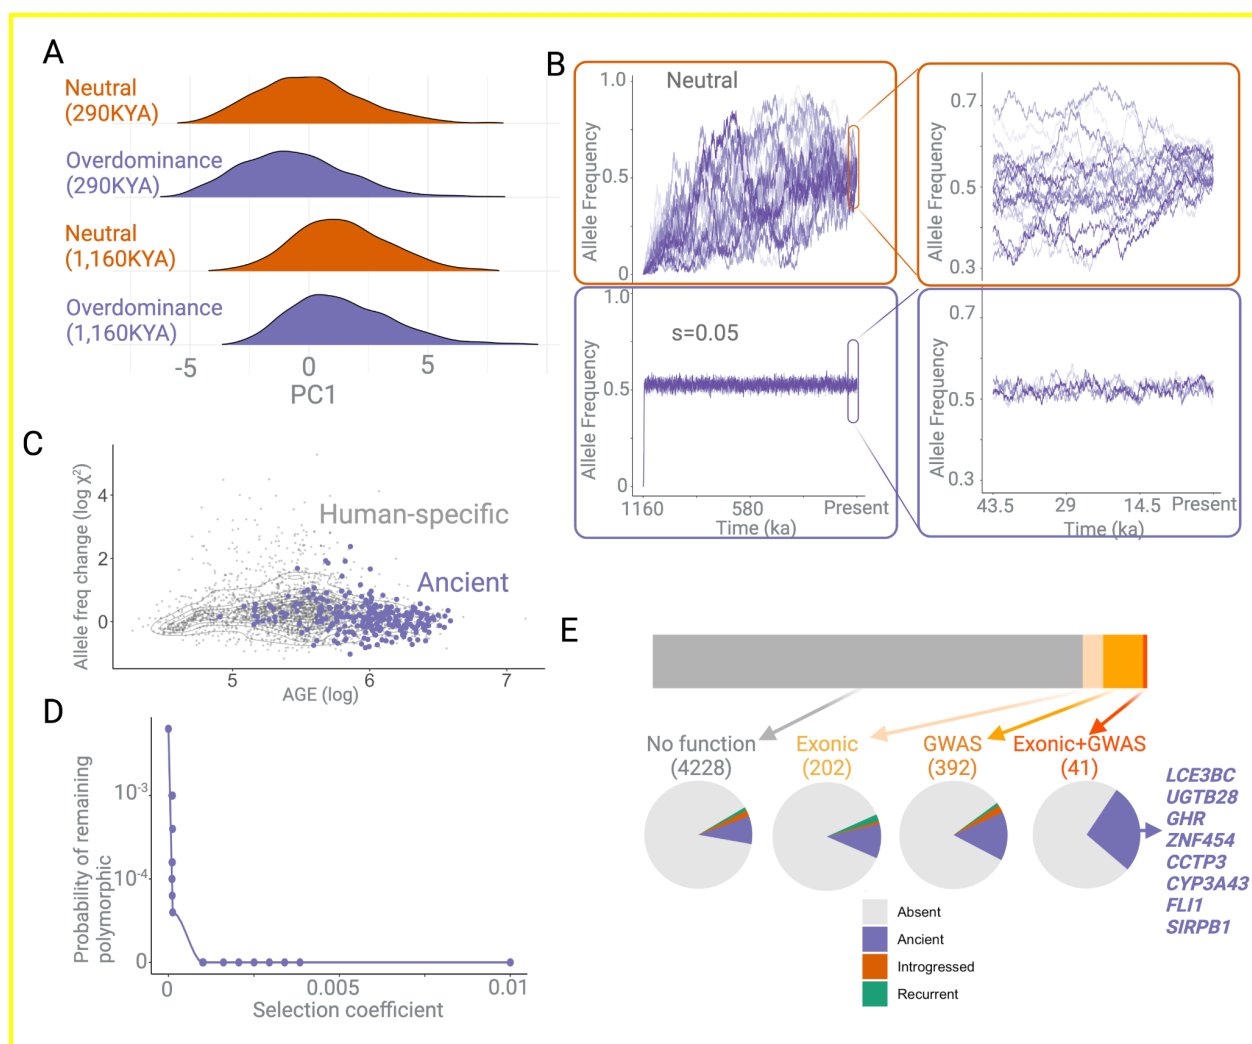 A
Neutral
(290KYA)
Overdominance
(290KYA)
Neutral
(1,160KYA)
Overdominance
(1,160KYA)
-5
0
5
PC1
B
Neutral
Allele Frequency
1.0
0.5
0
Allele Frequency
0.7
0.5
0.3
s=0.05
Allele Frequency
1.0
0.5
0
1160
580
Present
Time (ka)
Allele Frequency
0.7
0.5
0.3
43.5
29
14.5
Present
Time (ka)
C
Allele freq change (log χ²)
4
2
0
Human-specific
Ancient
5
6
7
AGE (log)
D
Probability of remaining
polymorphic
10⁻³
10⁻⁴
0
0
0.005
0.01
Selection coefficient
E
No function
(4228)
Exonic
(202)
GWAS
(392)
Exonic+GWAS
(41)
LCE3BC
UGTB28
GHR
ZNF454
CCTP3
CYP3A43
FLI1
SIRPB1
Absent
Ancient
Introgressed
Recurrent